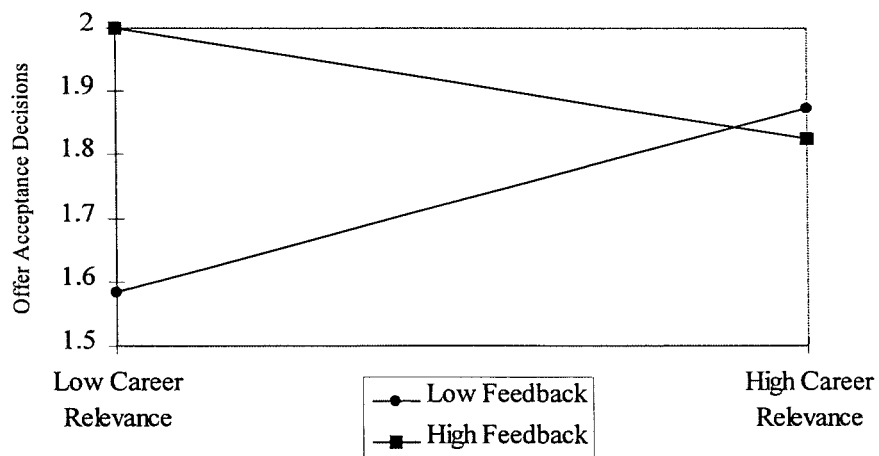 Offer Acceptance Decisions
2
1.9
1.8
1.7
1.6
1.5
Low Career
Relevance
High Career
Relevance
Low Feedback
High Feedback